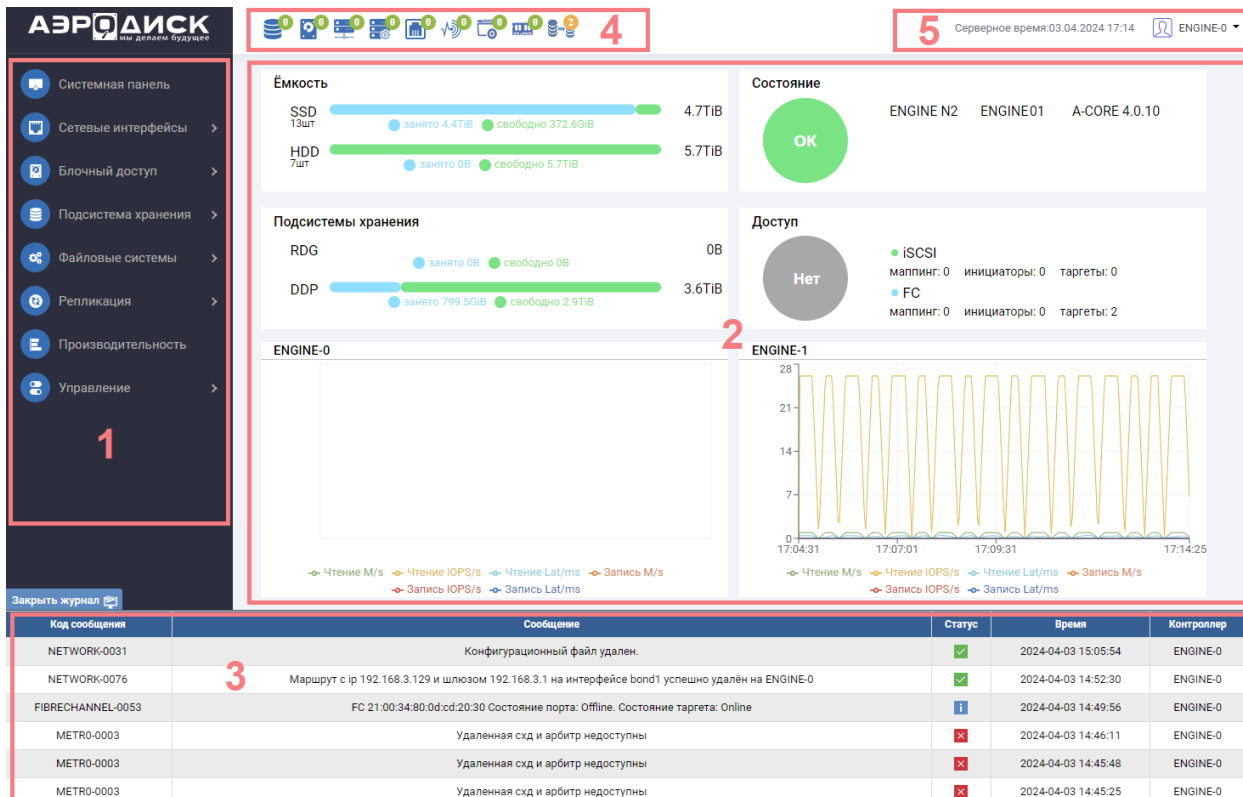 АЭРОДИСК
мы делаем будущее
0 0 0 0 0 0 0 0 2
4
5
Серверное время:03.04.2024 17:14
ENGINE-0
Системная панель
Сетевые интерфейсы
Блочный доступ
Подсистема хранения
Файловые системы
Репликация
Производительность
Управление
1
Ёмкость
SSD 4.7TiB
13шт занято 4.4TiB свободно 372.6GiB
HDD 5.7TiB
7шт занято 0B свободно 5.7TiB
Состояние
OK
ENGINE N2 ENGINE01 A-CORE 4.0.10
Подсистемы хранения
RDG 0B
занято 0B свободно 0B
DDP 3.6TiB
занято 799.5GiB свободно 2.9TiB
Доступ
Нет
iSCSI
маппинг: 0 инициаторы: 0 таргеты: 0
FC
маппинг: 0 инициаторы: 0 таргеты: 2
2
ENGINE-0
Чтение M/s Чтение IOPS/s Чтение Lat/ms Запись M/s
Запись IOPS/s Запись Lat/ms
ENGINE-1
28
21
14
7
0
17:04:31 17:07:01 17:09:31 17:14:25
Чтение M/s Чтение IOPS/s Чтение Lat/ms Запись M/s
Запись IOPS/s Запись Lat/ms
Закрыть журнал
3
Код сообщения Сообщение Статус Время Контроллер
NETWORK-0031 Конфигурационный файл удален. 2024-04-03 15:05:54 ENGINE-0
NETWORK-0076 Маршрут с ip 192.168.3.129 и шлюзом 192.168.3.1 на интерфейсе bond1 успешно удалён на ENGINE-0 2024-04-03 14:52:30 ENGINE-0
FIBRECHANNEL-0053 FC 21:00:34:80:0d:cd:20:30 Состояние порта: Offline. Состояние таргета: Online i 2024-04-03 14:49:56 ENGINE-0
METRO-0003 Удаленная схд и арбитр недоступны 2024-04-03 14:46:11 ENGINE-0
METRO-0003 Удаленная схд и арбитр недоступны 2024-04-03 14:45:48 ENGINE-0
METRO-0003 Удаленная схд и арбитр недоступны 2024-04-03 14:45:25 ENGINE-0